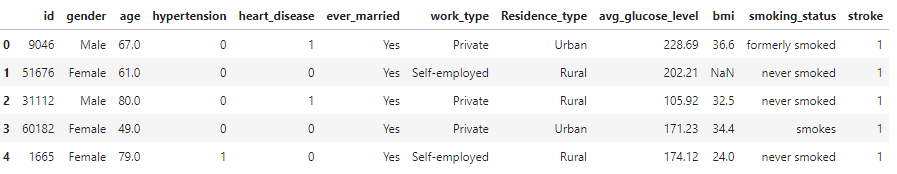 id gender age hypertension heart_disease ever_married work_type Residence_type avg_glucose_level bmi smoking_status stroke
0 9046 Male 67.0 0 1 Yes Private Urban 228.69 36.6 formerly smoked 1
1 51676 Female 61.0 0 0 Yes Self-employed Rural 202.21 NaN never smoked 1
2 31112 Male 80.0 0 1 Yes Private Rural 105.92 32.5 never smoked 1
3 60182 Female 49.0 0 0 Yes Private Urban 171.23 34.4 smokes 1
4 1665 Female 79.0 1 0 Yes Self-employed Rural 174.12 24.0 never smoked 1